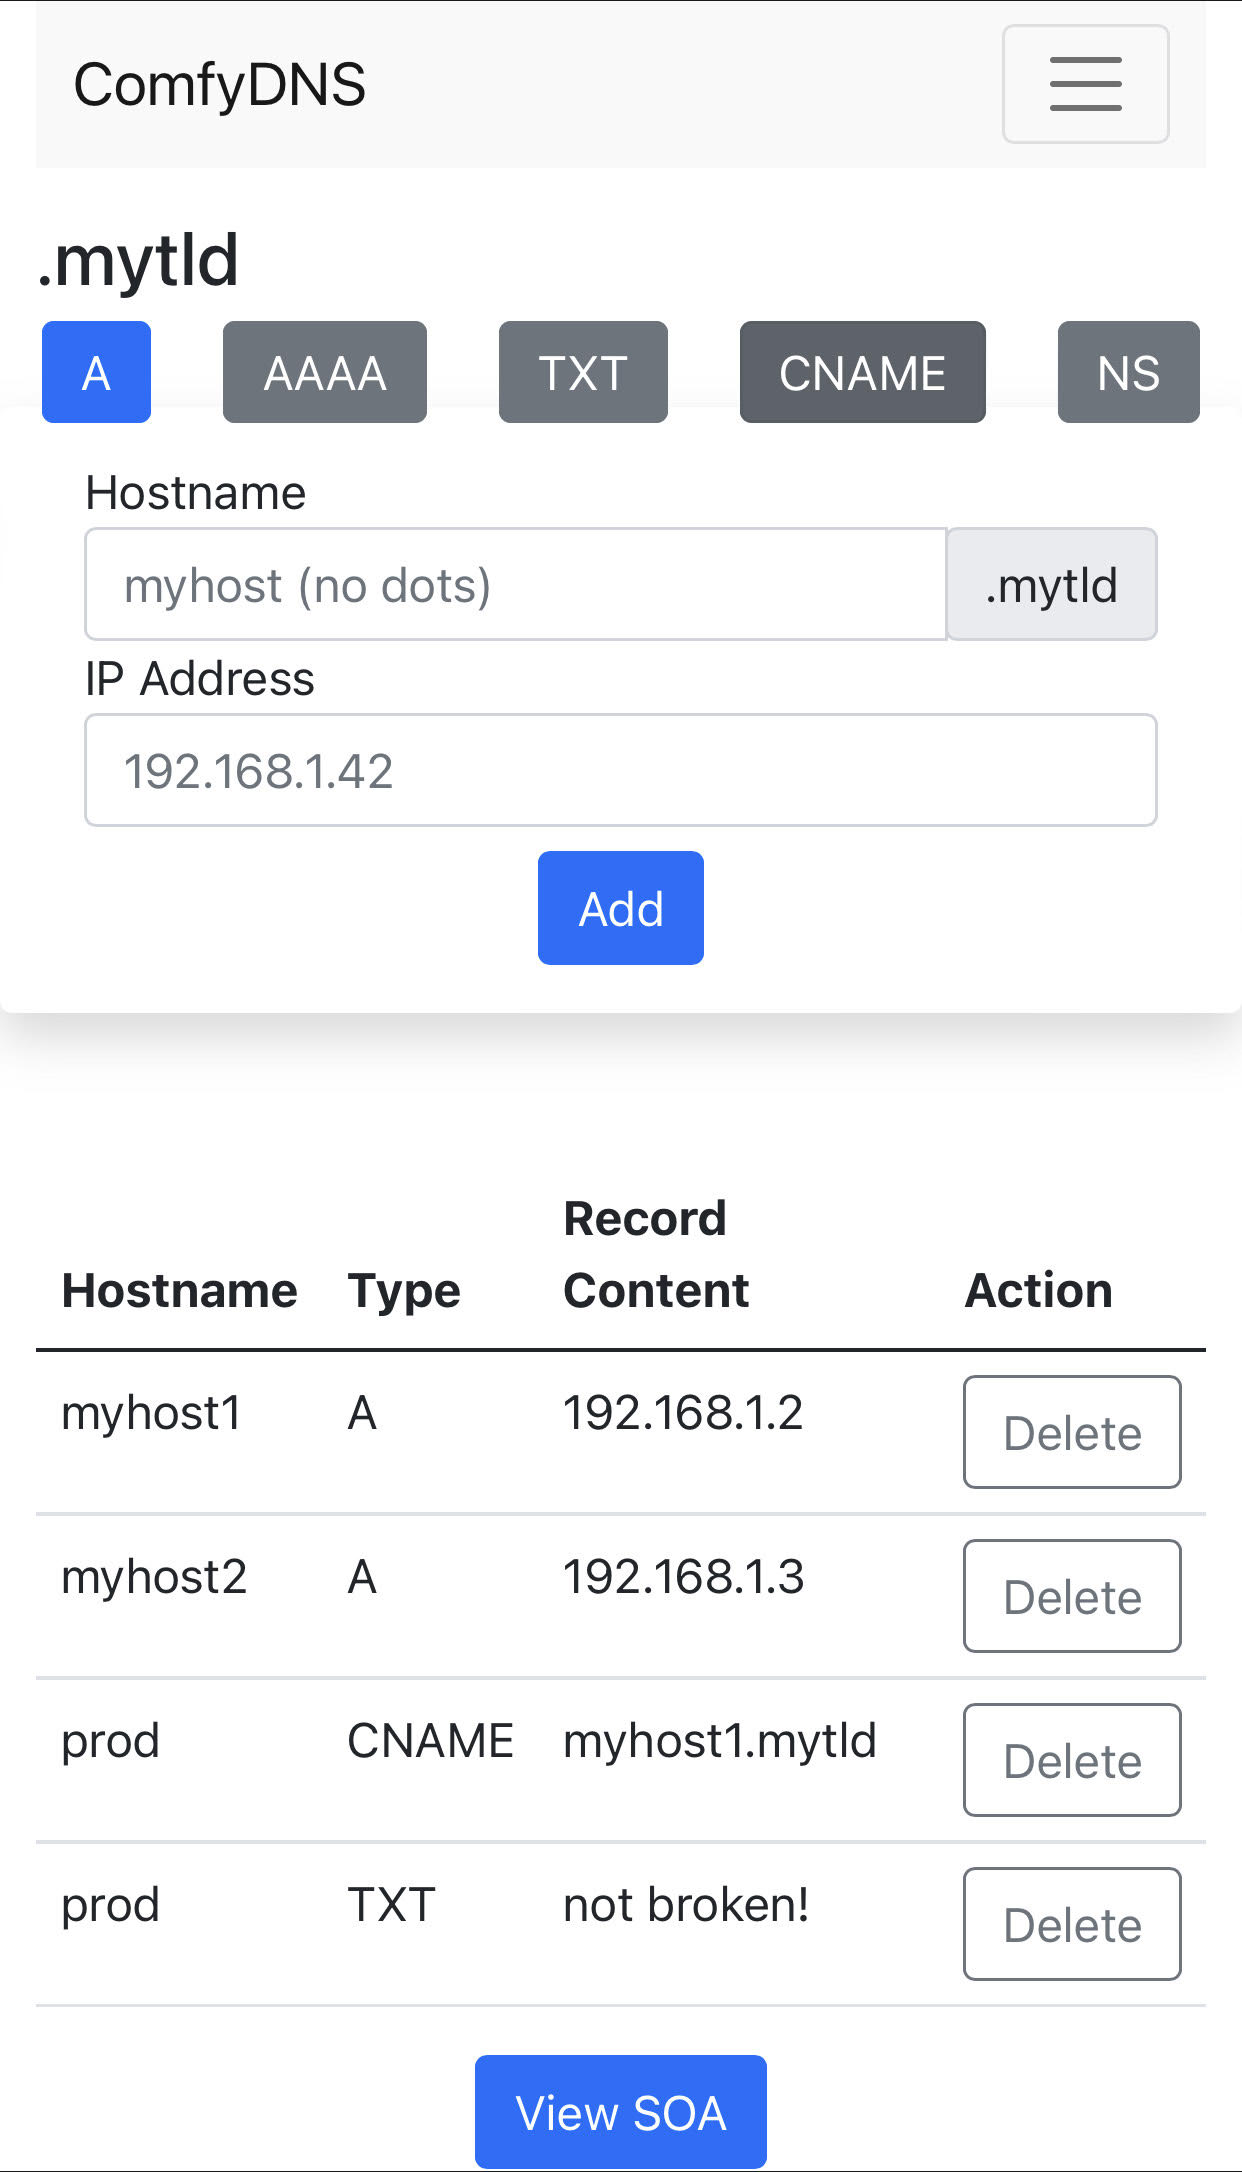 ComfyDNS
.mytld
A AAAA TXT CNAME NS
Hostname
myhost (no dots) .mytld
IP Address
192.168.1.42
Add
Record
Hostname Type Content Action
myhost1 A 192.168.1.2 Delete
myhost2 A 192.168.1.3 Delete
prod CNAME myhost1.mytld Delete
prod TXT not broken! Delete
View SOA